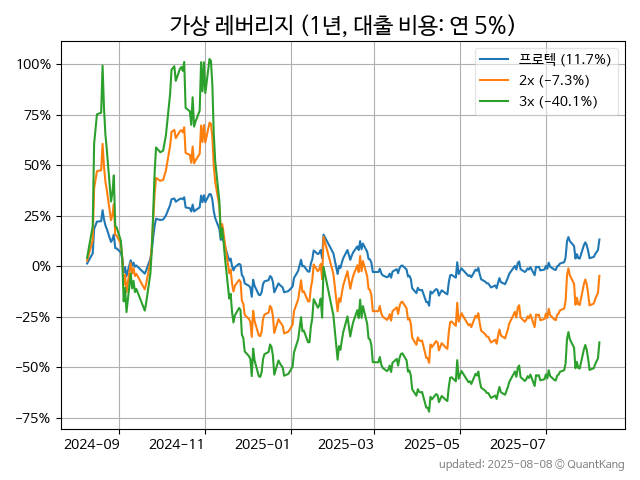 가상 레버리지 (1년, 대출 비용: 연 5%)
프로텍 (11.7%)
2x (−7.3%)
3x (−40.1%)
100%
75%
50%
25%
0%
−25%
−50%
−75%
2024-09 2024-11 2025-01 2025-03 2025-05 2025-07
updated: 2025-08-08 © QuantKang